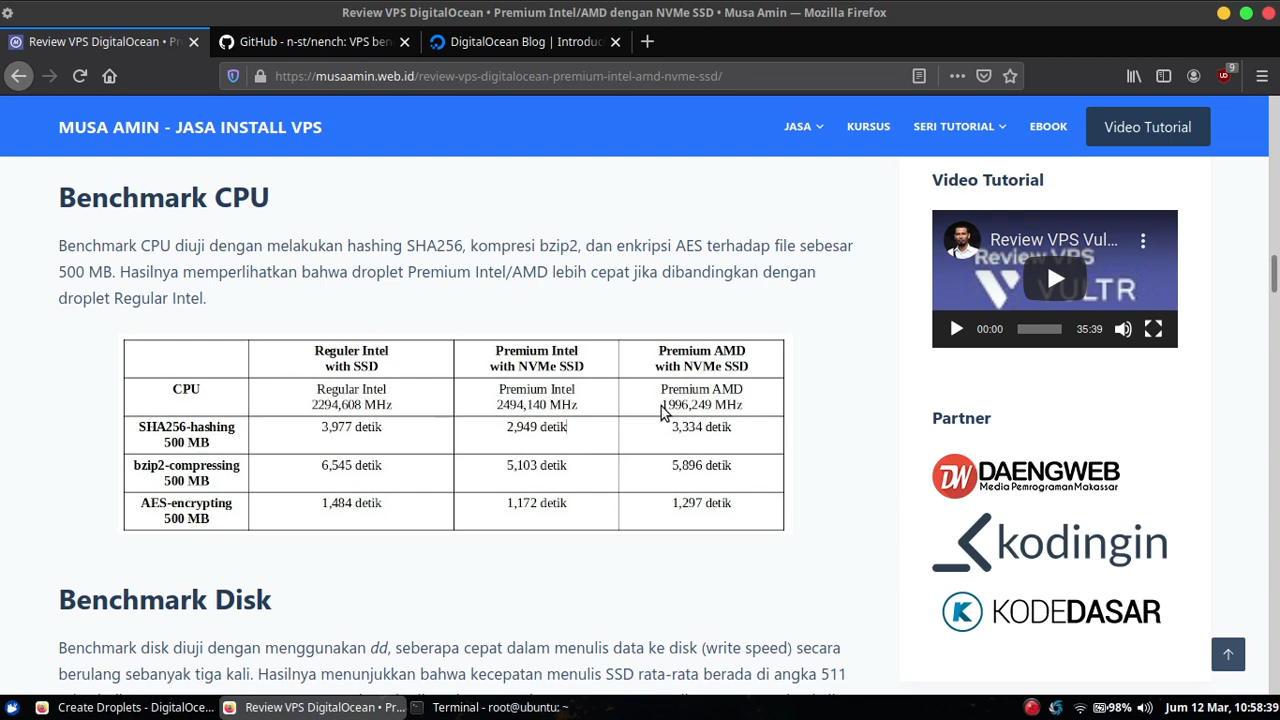 Review VPS DigitalOcean • Premium Intel/AMD dengan NVMe SSD • Musa Amin — Mozilla Firefox
Review VPS DigitalOcean • Pr
GitHub - n-st/nench: VPS ben
DigitalOcean Blog | Introduc
https://musaamin.web.id/review-vps-digitalocean-premium-intel-amd-nvme-ssd/
9
MUSA AMIN - JASA INSTALL VPS
JASA
KURSUS
SERI TUTORIAL
EBOOK
Video Tutorial
Benchmark CPU
Benchmark CPU diuji dengan melakukan hashing SHA256, kompresi bzip2, dan enkripsi AES terhadap file sebesar
500 MB. Hasilnya memperlihatkan bahwa droplet Premium Intel/AMD lebih cepat jika dibandingkan dengan
droplet Regular Intel.
Reguler Intel
with SSD
Premium Intel
with NVMe SSD
Premium AMD
with NVMe SSD
CPU
Regular Intel
2294,608 MHz
Premium Intel
2494,140 MHz
Premium AMD
1996,249 MHz
SHA256-hashing
500 MB
3,977 detik
2,949 detik
3,334 detik
bzip2-compressing
500 MB
6,545 detik
5,103 detik
5,896 detik
AES-encrypting
500 MB
1,484 detik
1,172 detik
1,297 detik
Benchmark Disk
Benchmark disk diuji dengan menggunakan dd, seberapa cepat dalam menulis data ke disk (write speed) secara
berulang sebanyak tiga kali. Hasilnya menunjukkan bahwa kecepatan menulis SSD rata-rata berada di angka 511
Video Tutorial
Review VPS Vul...
Review VPS
VULTR
00:00
35:39
Partner
DW
DAENGWEB
Media Pemrograman Makassar
kodingin
K
KODEDASAR
Create Droplets - DigitalOce...
Review VPS DigitalOcean • Pr...
Terminal - root@ubuntu: ~
98%
Jum 12 Mar, 10:58:39